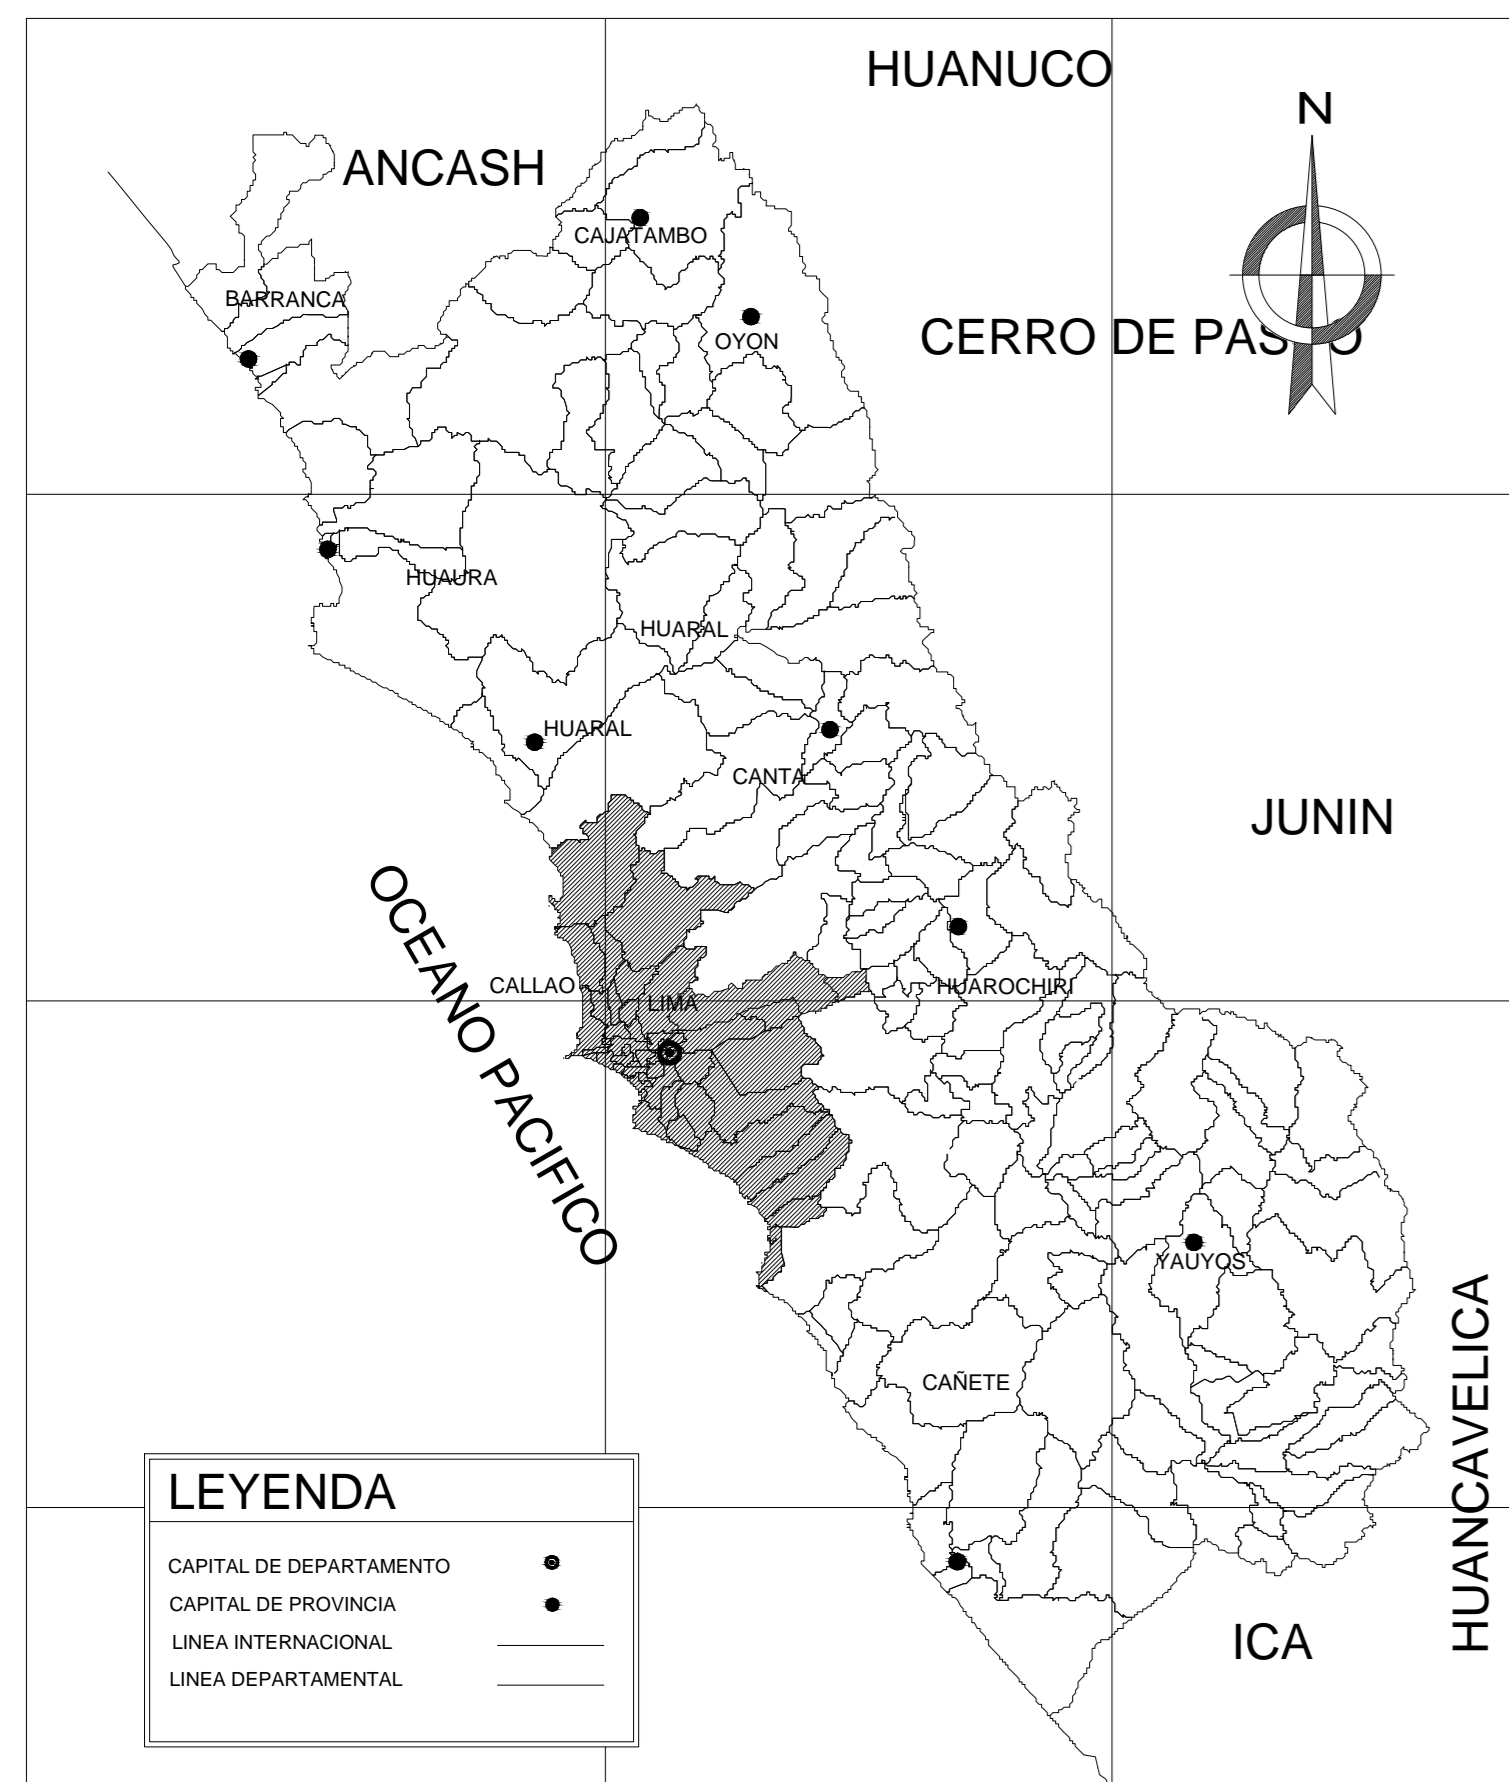 HUANUCO
N
ANCASH
CAJATAMBO
BARRANCA
OYON
CERRO DE PASCO
HUAURA
HUARAL
HUARAL
CANTA
JUNIN
OCEANO PACIFICO
CALLAO
LIMA
HUAROCHIRI
YAUYOS
CAÑETE
HUANCAVELICA
ICA
LEYENDA
CAPITAL DE DEPARTAMENTO
CAPITAL DE PROVINCIA
LINEA INTERNACIONAL
LINEA DEPARTAMENTAL